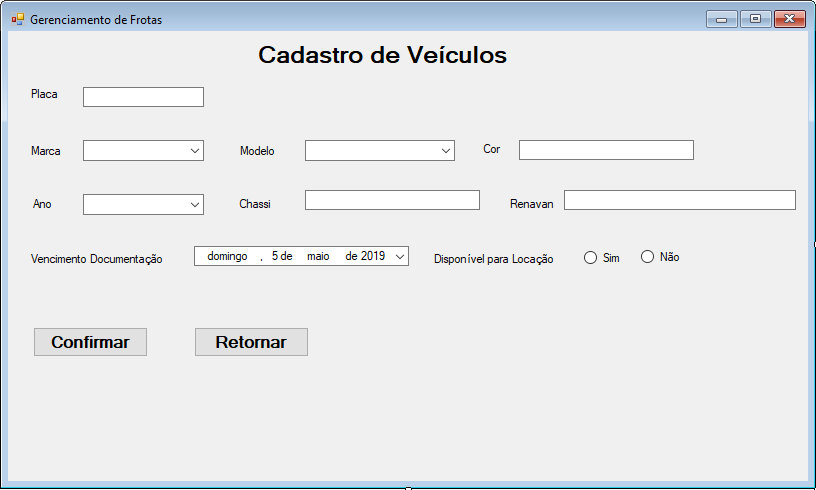 Gerenciamento de Frotas
Cadastro de Veículos
Placa
Marca Modelo Cor
Ano Chassi Renavan
Vencimento Documentação domingo , 5 de maio de 2019 Disponível para Locação Sim Não
Confirmar Retornar